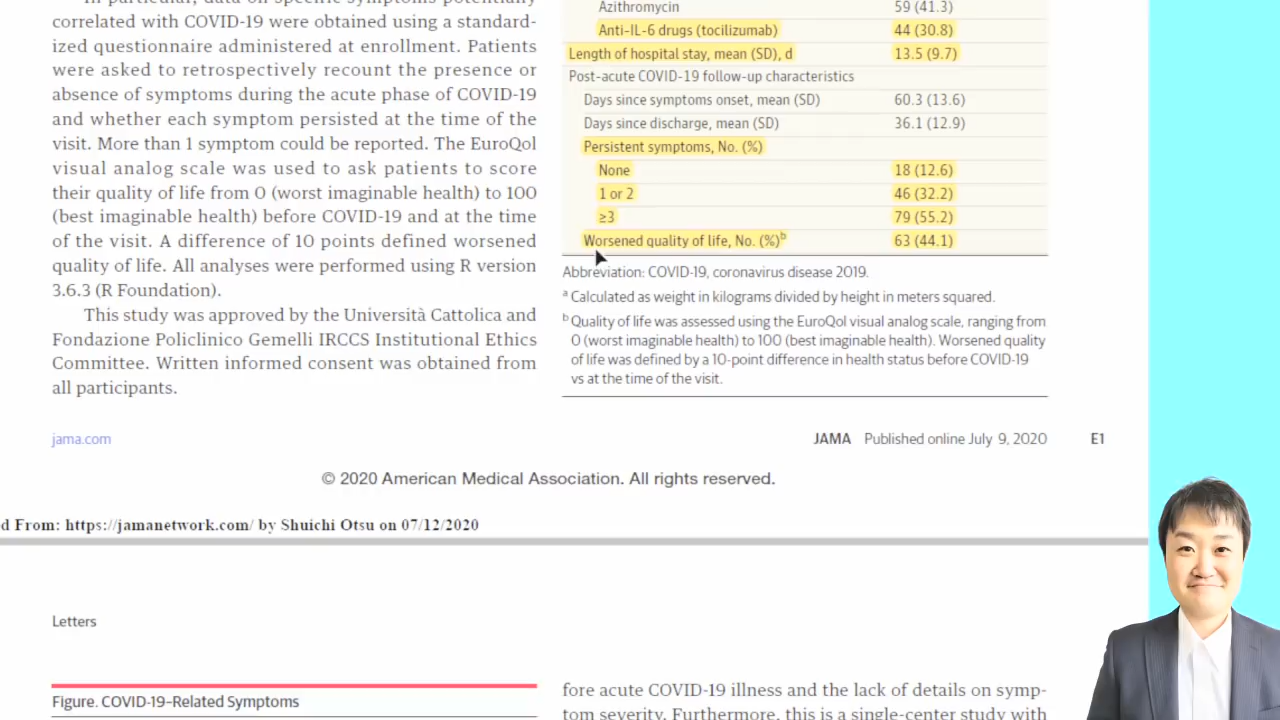 correlated with COVID-19 were obtained using a standard-
ized questionnaire administered at enrollment. Patients
were asked to retrospectively recount the presence or
absence of symptoms during the acute phase of COVID-19
and whether each symptom persisted at the time of the
visit. More than 1 symptom could be reported. The EuroQol
visual analog scale was used to ask patients to score
their quality of life from 0 (worst imaginable health) to 100
(best imaginable health) before COVID-19 and at the time
of the visit. A difference of 10 points defined worsened
quality of life. All analyses were performed using R version
3.6.3 (R Foundation).
This study was approved by the Università Cattolica and
Fondazione Policlinico Gemelli IRCCS Institutional Ethics
Committee. Written informed consent was obtained from
all participants.
Azithromycin 59 (41.3)
Anti-IL-6 drugs (tocilizumab) 44 (30.8)
Length of hospital stay, mean (SD), d 13.5 (9.7)
Post-acute COVID-19 follow-up characteristics
Days since symptoms onset, mean (SD) 60.3 (13.6)
Days since discharge, mean (SD) 36.1 (12.9)
Persistent symptoms, No. (%)
None 18 (12.6)
1 or 2 46 (32.2)
≥3 79 (55.2)
Worsened quality of life, No. (%)b 63 (44.1)
Abbreviation: COVID-19, coronavirus disease 2019.
a Calculated as weight in kilograms divided by height in meters squared.
b Quality of life was assessed using the EuroQol visual analog scale, ranging from
0 (worst imaginable health) to 100 (best imaginable health). Worsened quality
of life was defined by a 10-point difference in health status before COVID-19
vs at the time of the visit.
jama.com
JAMA Published online July 9, 2020 E1
© 2020 American Medical Association. All rights reserved.
d From: https://jamanetwork.com/ by Shuichi Otsu on 07/12/2020
Letters
Figure. COVID-19–Related Symptoms
fore acute COVID-19 illness and the lack of details on symp-
tom severity. Furthermore, this is a single-center study with